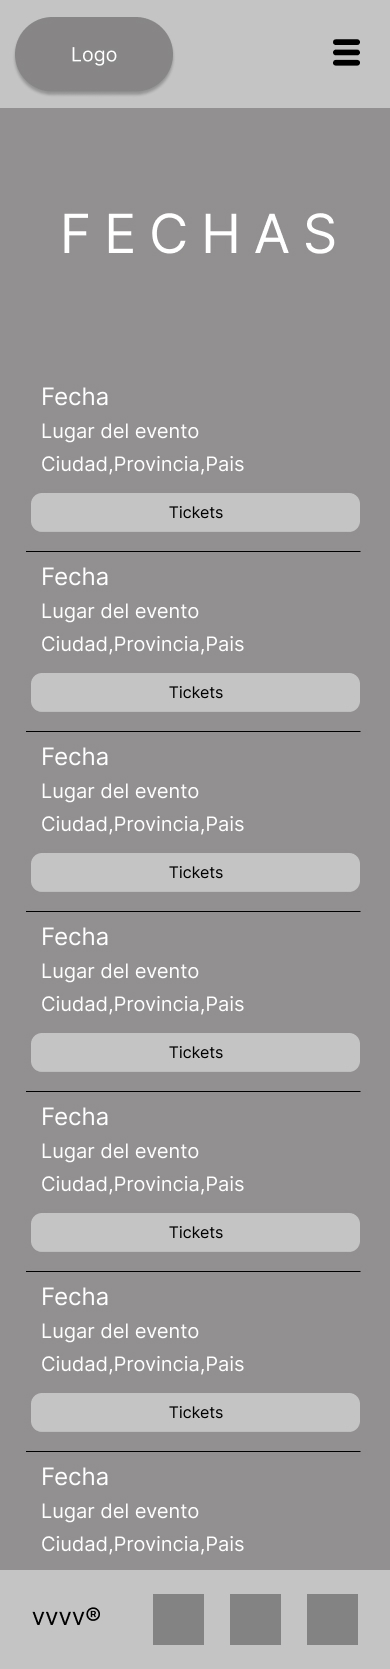 Logo
FECHAS
Fecha
Lugar del evento
Ciudad,Provincia,Pais
Tickets
Fecha
Lugar del evento
Ciudad,Provincia,Pais
Tickets
Fecha
Lugar del evento
Ciudad,Provincia,Pais
Tickets
Fecha
Lugar del evento
Ciudad,Provincia,Pais
Tickets
Fecha
Lugar del evento
Ciudad,Provincia,Pais
Tickets
Fecha
Lugar del evento
Ciudad,Provincia,Pais
Tickets
Fecha
Lugar del evento
Ciudad,Provincia,Pais
vvvv®